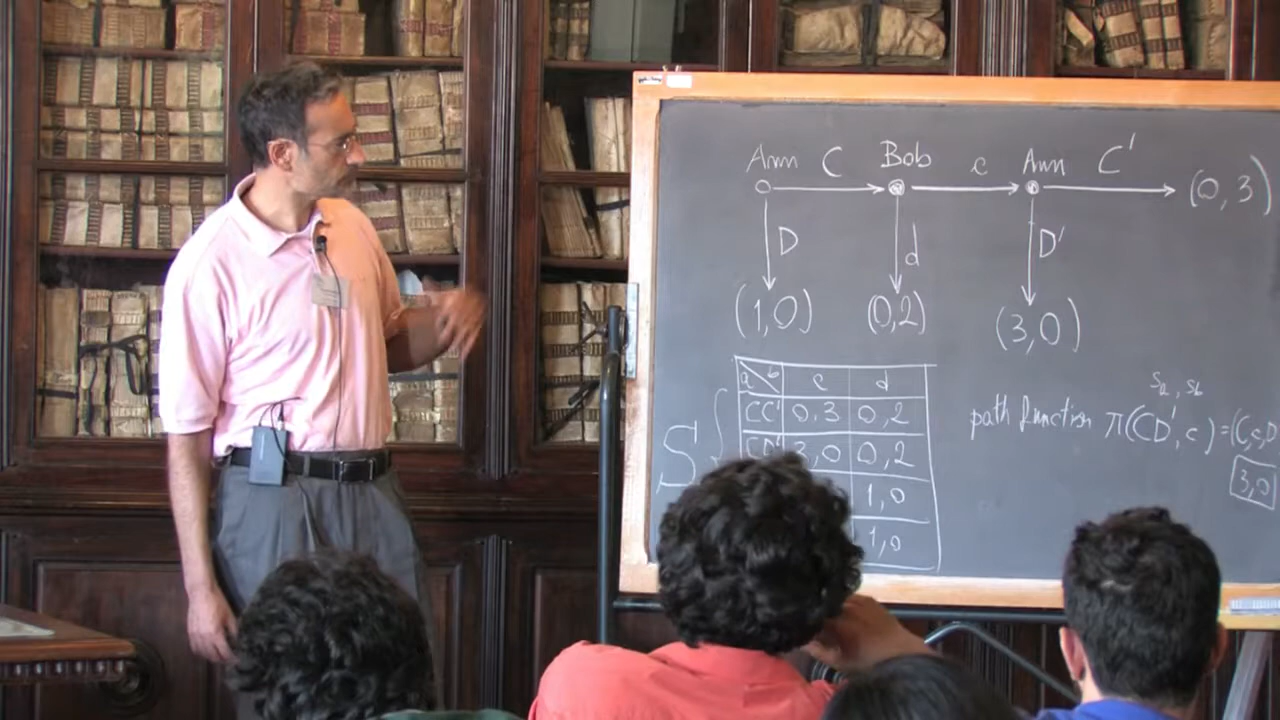 Ann C Bob c Ann C' (0,3)
D d D'
(1,0) (0,2) (3,0)
a b c d
CC' 0,3 0,2
CD' 3,0 0,2
1,0
1,0
S
sa, sb
path function π(CD', c) = (C,c,D
3,0